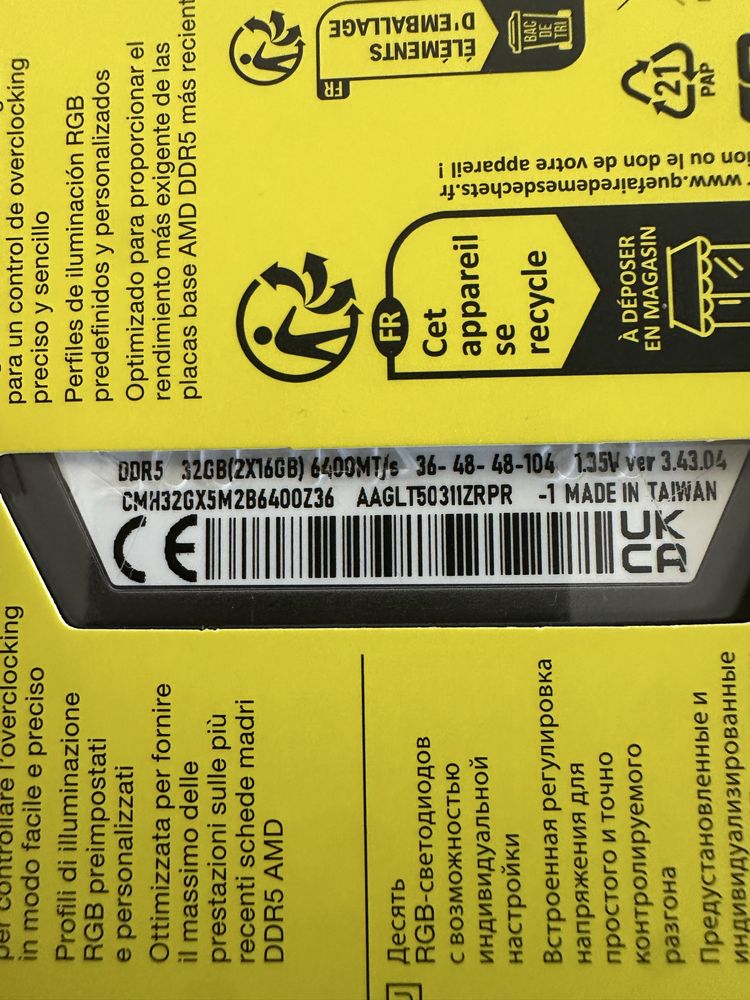 para un control de overclocking
preciso y sencillo
Perfiles de iluminación RGB
predefinidos y personalizados
Optimizado para proporcionar el
rendimiento más exigente de las
placas base AMD DDR5 más recient
FR
ÉLÉMENTS
D'EMBALLAGE
BAC
DE
TRI
21
PAP
www.quefairedemesdechets.fr
ion ou le don de votre appareil !
FR
Cet
appareil
se
recycle
À DÉPOSER
EN MAGASIN
DDR5 32GB(2X16GB) 6400MT/s 36-48-48-104 1.35V ver 3.43.04
CMH32GX5M2B6400Z36 AAGLT50311ZRPR -1 MADE IN TAIWAN
CE
UK
CA
per controllare l'overclocking
in modo facile e preciso
Profili di illuminazione
RGB preimpostati
e personalizzati
Ottimizzata per fornire
il massimo delle
prestazioni sulle più
recenti schede madri
DDR5 AMD
Десять
RGB-светодиодов
с возможностью
индивидуальной
настройки
Встроенная регулировка
напряжения для
простого и точно
контролируемого
разгона
Предустановленные и
индивидуализированные